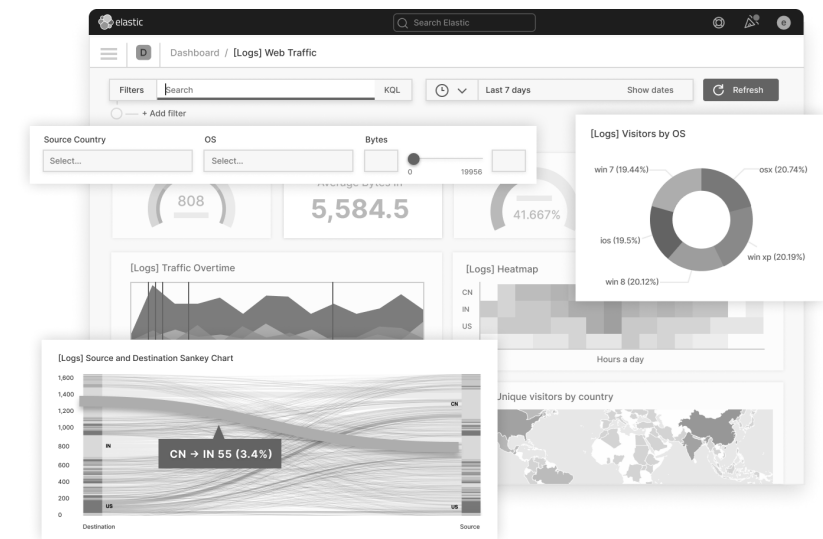 elastic
Search Elastic
e
D
Dashboard / [Logs] Web Traffic
Filters
Search
KQL
Last 7 days
Show dates
Refresh
+ Add filter
Source Country
OS
Bytes
Select...
Select...
0
19956
[Logs] Visitors by OS
win 7 (19.44%)
osx (20.74%)
ios (19.5%)
win xp (20.19%)
win 8 (20.12%)
808
Average Bytes in
5,584.5
41.667%
[Logs] Traffic Overtime
[Logs] Heatmap
CN
IN
US
Hours a day
[Logs] Source and Destination Sankey Chart
1,600
1,400
1,200
1,000
800
600
400
200
0
CN
IN
US
US
CN → IN 55 (3.4%)
Destination
Source
Unique visitors by country